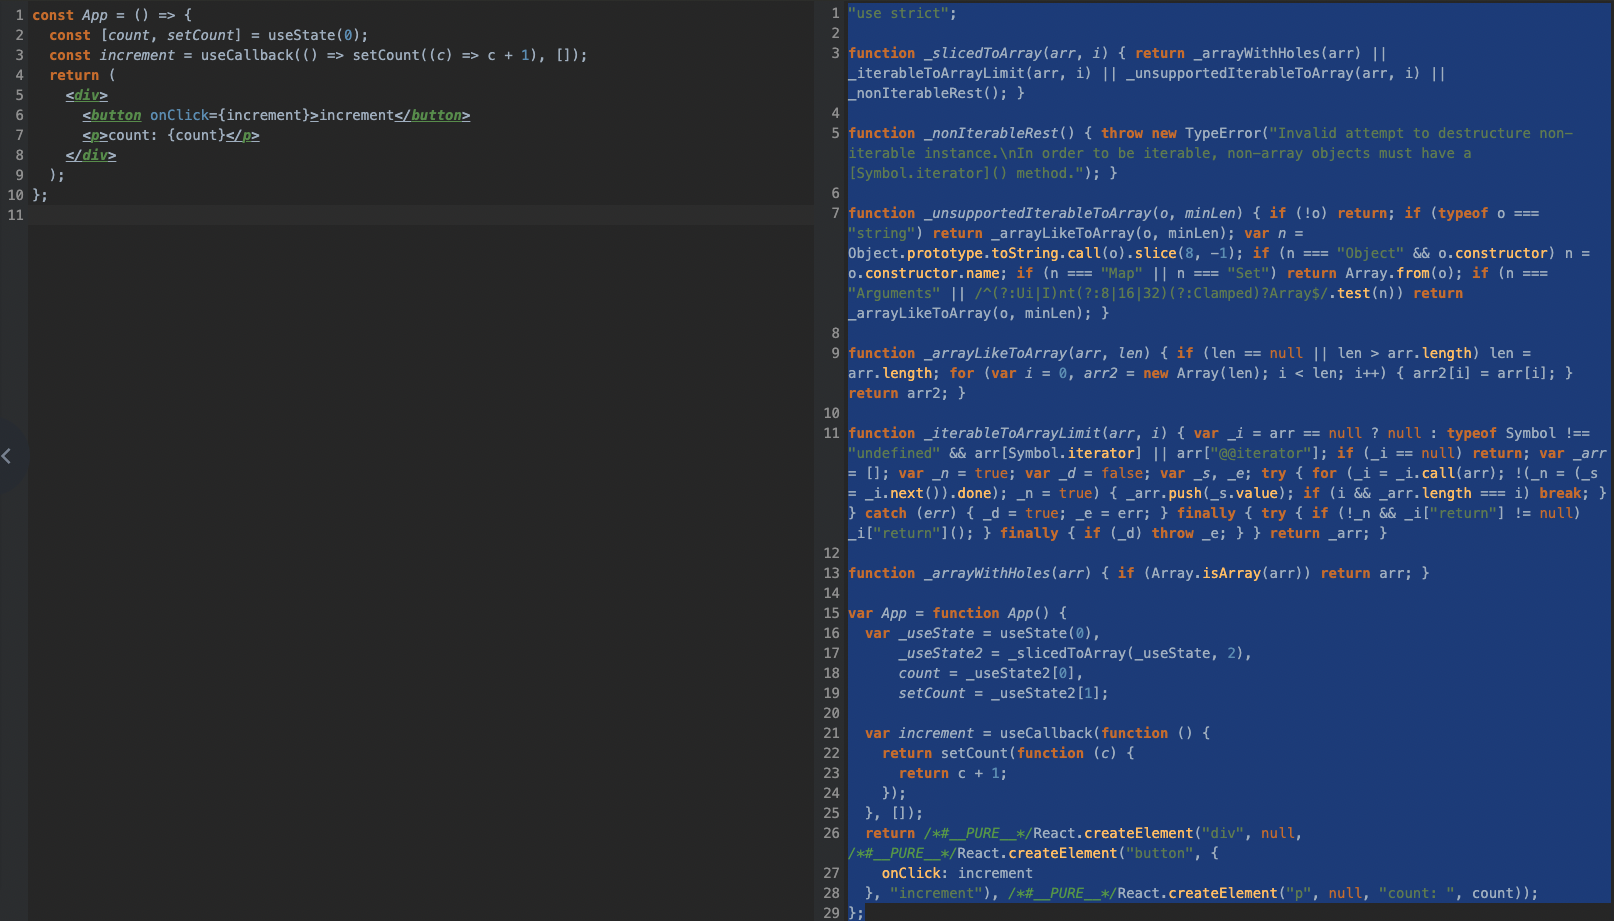 1 const App = () => {
2 const [count, setCount] = useState(0);
3 const increment = useCallback(() => setCount((c) => c + 1), []);
4 return (
5 <div>
6 <button onClick={increment}>increment</button>
7 <p>count: {count}</p>
8 </div>
9 );
10 };
11
1 "use strict";
2
3 function _slicedToArray(arr, i) { return _arrayWithHoles(arr) ||
_iterableToArrayLimit(arr, i) || _unsupportedIterableToArray(arr, i) ||
_nonIterableRest(); }
4
5 function _nonIterableRest() { throw new TypeError("Invalid attempt to destructure non-
iterable instance.\nIn order to be iterable, non-array objects must have a
[Symbol.iterator]() method."); }
6
7 function _unsupportedIterableToArray(o, minLen) { if (!o) return; if (typeof o ===
"string") return _arrayLikeToArray(o, minLen); var n =
Object.prototype.toString.call(o).slice(8, -1); if (n === "Object" && o.constructor) n =
o.constructor.name; if (n === "Map" || n === "Set") return Array.from(o); if (n ===
"Arguments" || /^(?:Ui|I)nt(?:8|16|32)(?:Clamped)?Array$/.test(n)) return
_arrayLikeToArray(o, minLen); }
8
9 function _arrayLikeToArray(arr, len) { if (len == null || len > arr.length) len =
arr.length; for (var i = 0, arr2 = new Array(len); i < len; i++) { arr2[i] = arr[i]; }
return arr2; }
10
11 function _iterableToArrayLimit(arr, i) { var _i = arr == null ? null : typeof Symbol !==
"undefined" && arr[Symbol.iterator] || arr["@@iterator"]; if (_i == null) return; var _arr
= []; var _n = true; var _d = false; var _s, _e; try { for (_i = _i.call(arr); !(_n = (_s
= _i.next()).done); _n = true) { _arr.push(_s.value); if (i && _arr.length === i) break; }
} catch (err) { _d = true; _e = err; } finally { try { if (!_n && _i["return"] != null)
_i["return"](); } finally { if (_d) throw _e; } } return _arr; }
12
13 function _arrayWithHoles(arr) { if (Array.isArray(arr)) return arr; }
14
15 var App = function App() {
16 var _useState = useState(0),
17 _useState2 = _slicedToArray(_useState, 2),
18 count = _useState2[0],
19 setCount = _useState2[1];
20
21 var increment = useCallback(function () {
22 return setCount(function (c) {
23 return c + 1;
24 });
25 }, []);
26 return /*#__PURE__*/React.createElement("div", null,
/*#__PURE__*/React.createElement("button", {
27 onClick: increment
28 }, "increment"), /*#__PURE__*/React.createElement("p", null, "count: ", count));
29 };